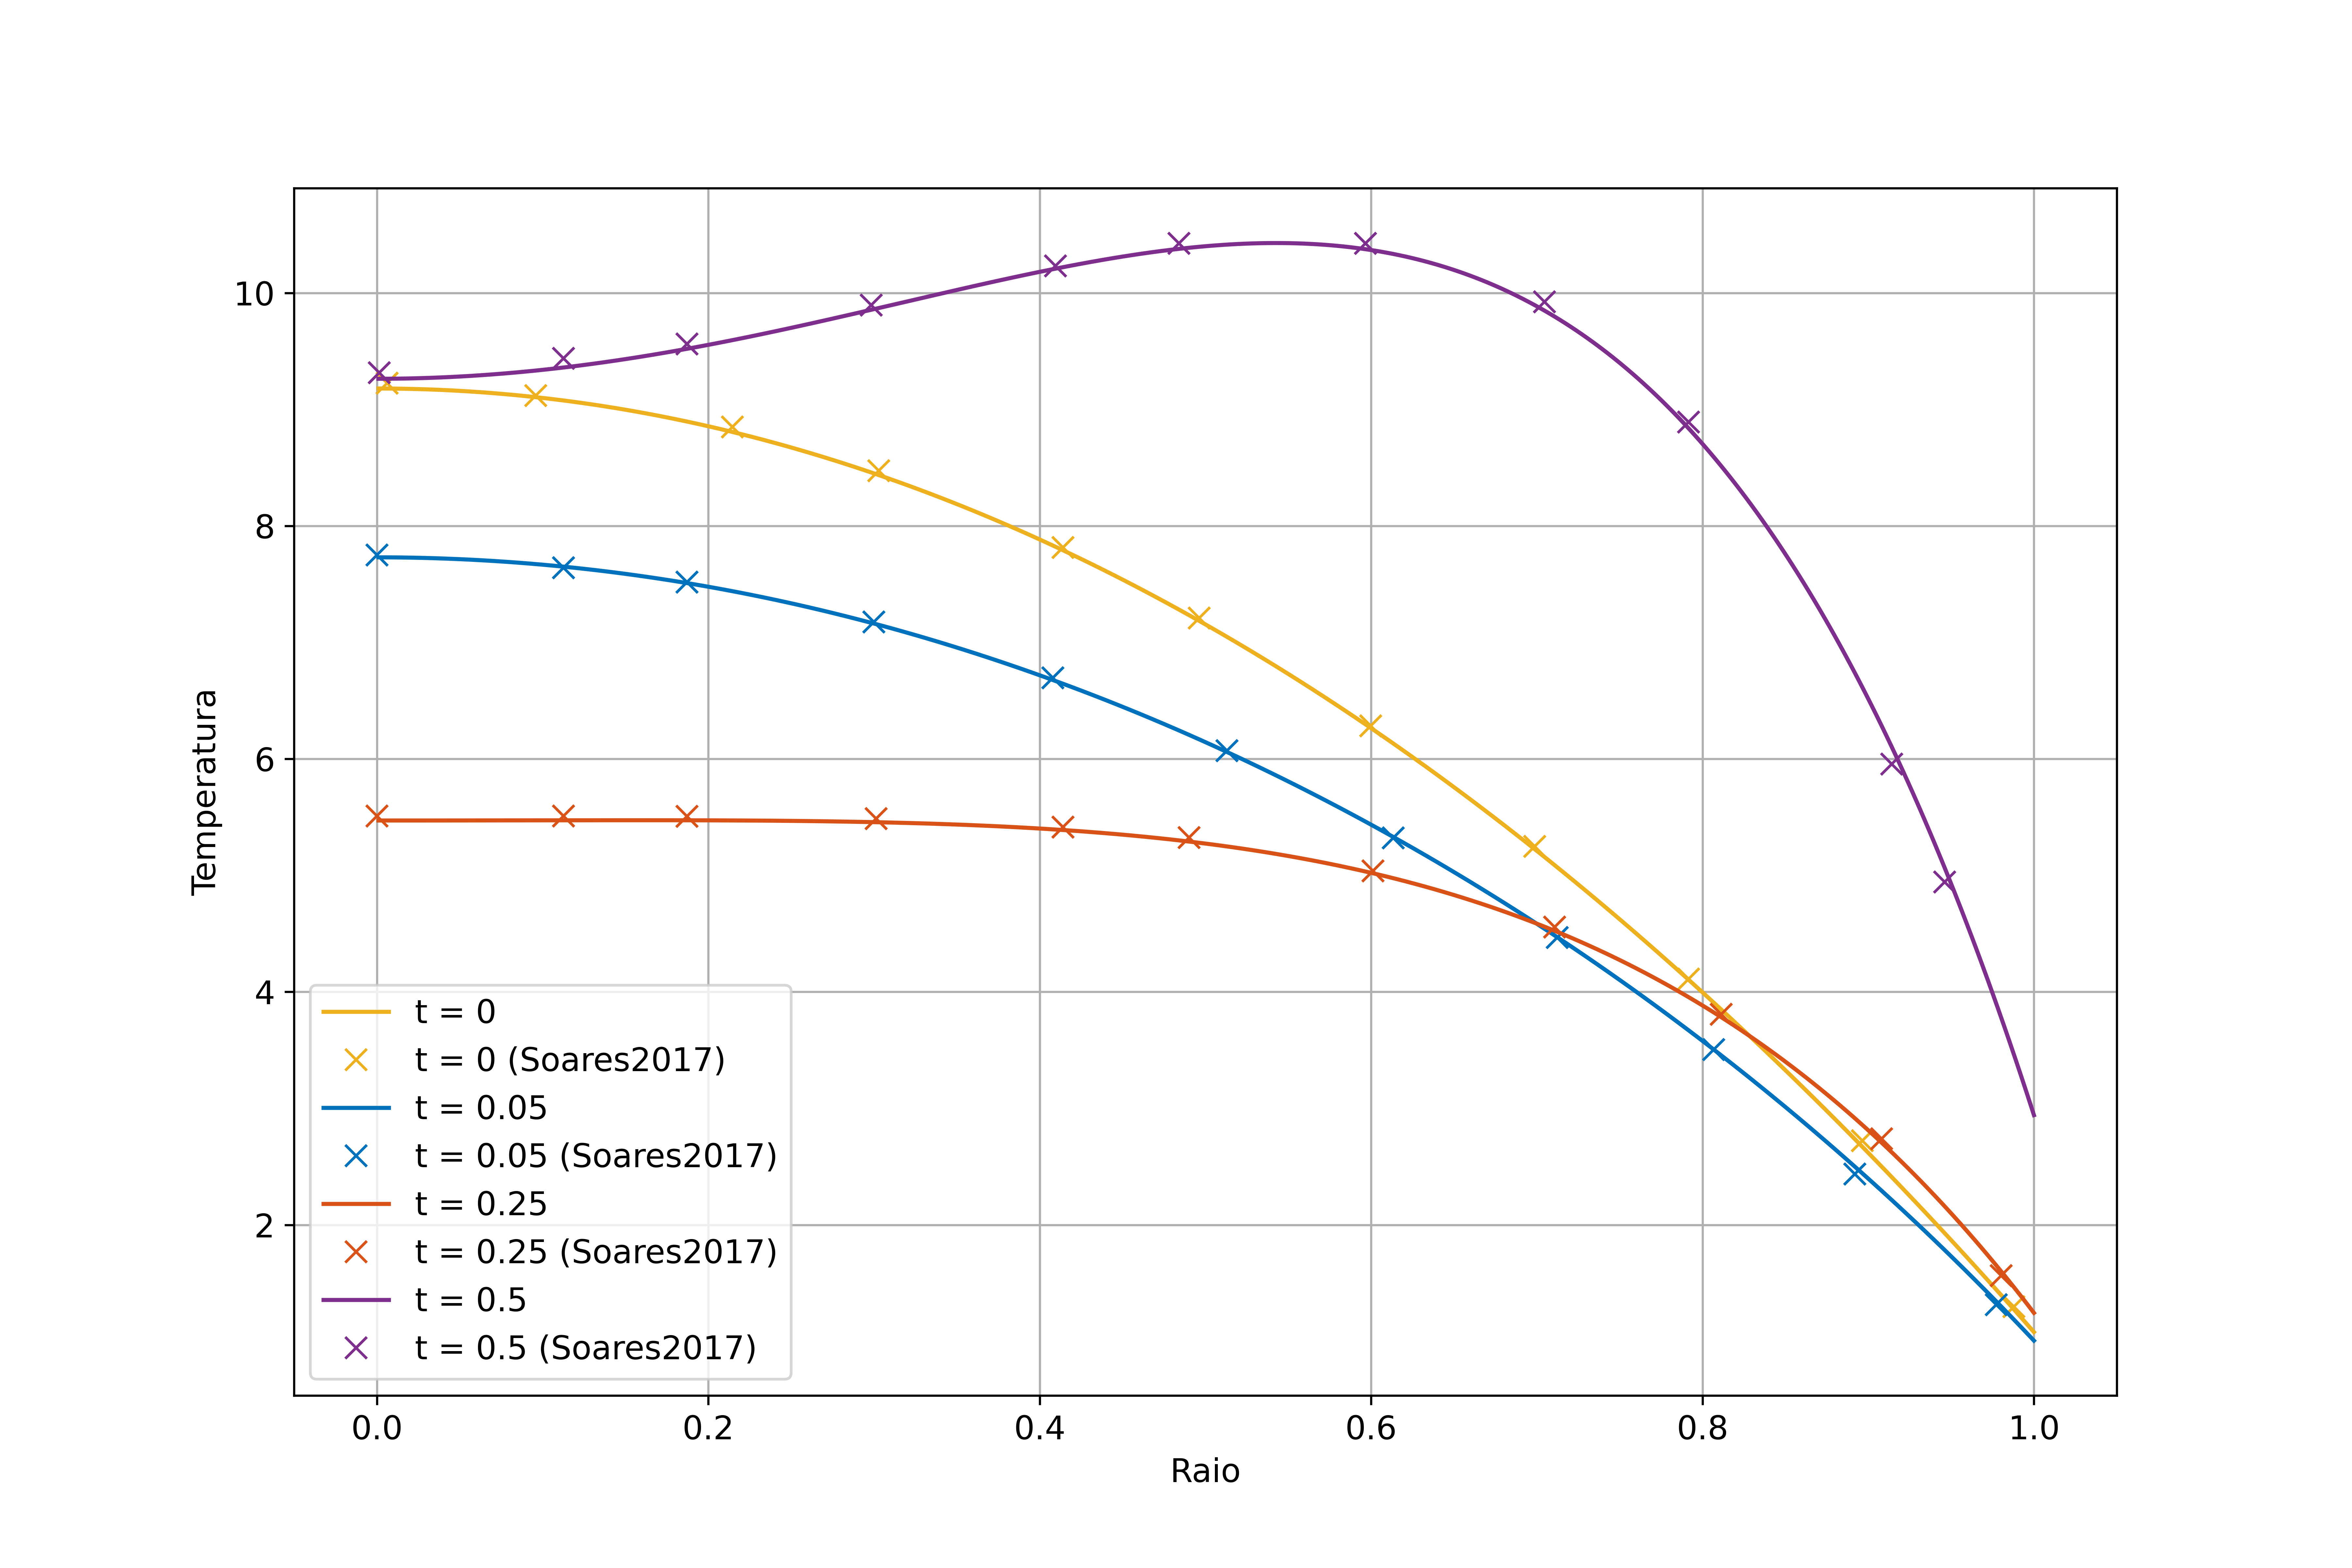 10
8
6
4
2
Temperatura
t = 0
t = 0 (Soares2017)
t = 0.05
t = 0.05 (Soares2017)
t = 0.25
t = 0.25 (Soares2017)
t = 0.5
t = 0.5 (Soares2017)
0.0 0.2 0.4 0.6 0.8 1.0
Raio